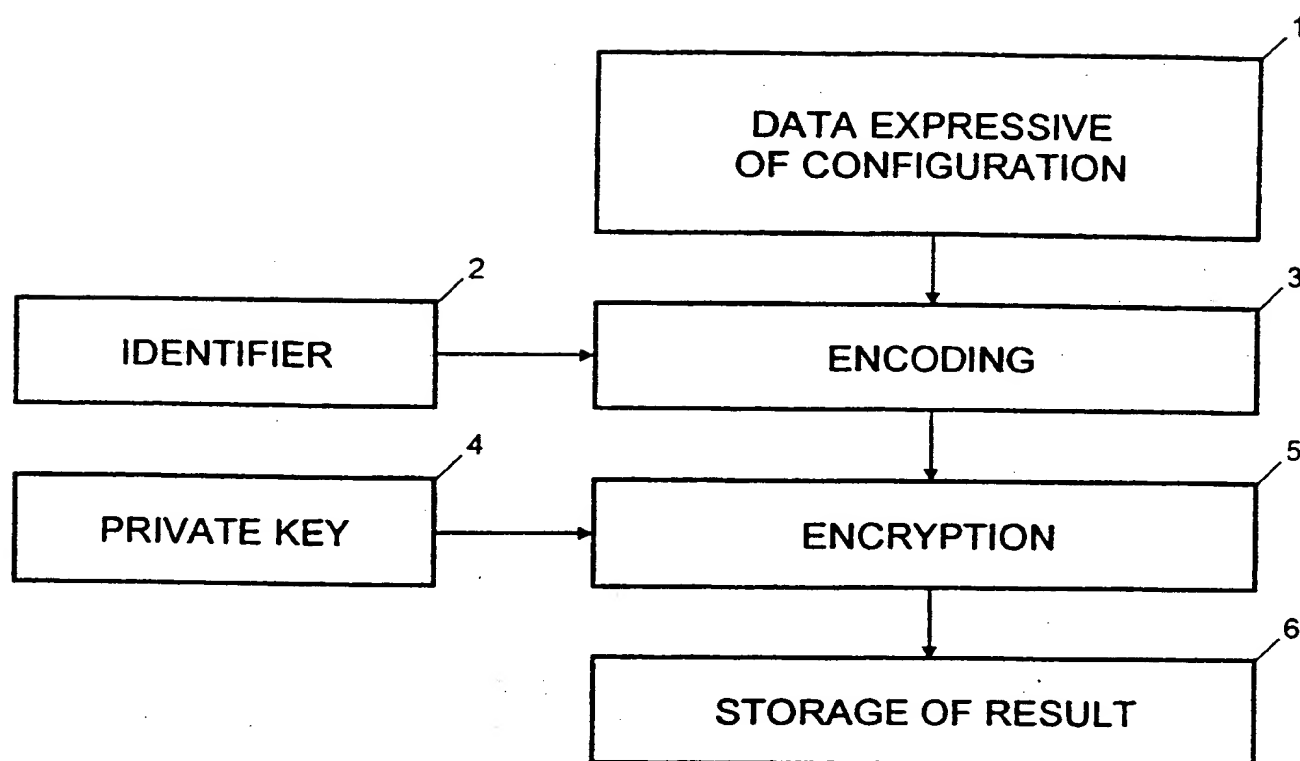 1
DATA EXPRESSIVE
OF CONFIGURATION
2
3
IDENTIFIER
ENCODING
4
5
PRIVATE KEY
ENCRYPTION
6
STORAGE OF RESULT